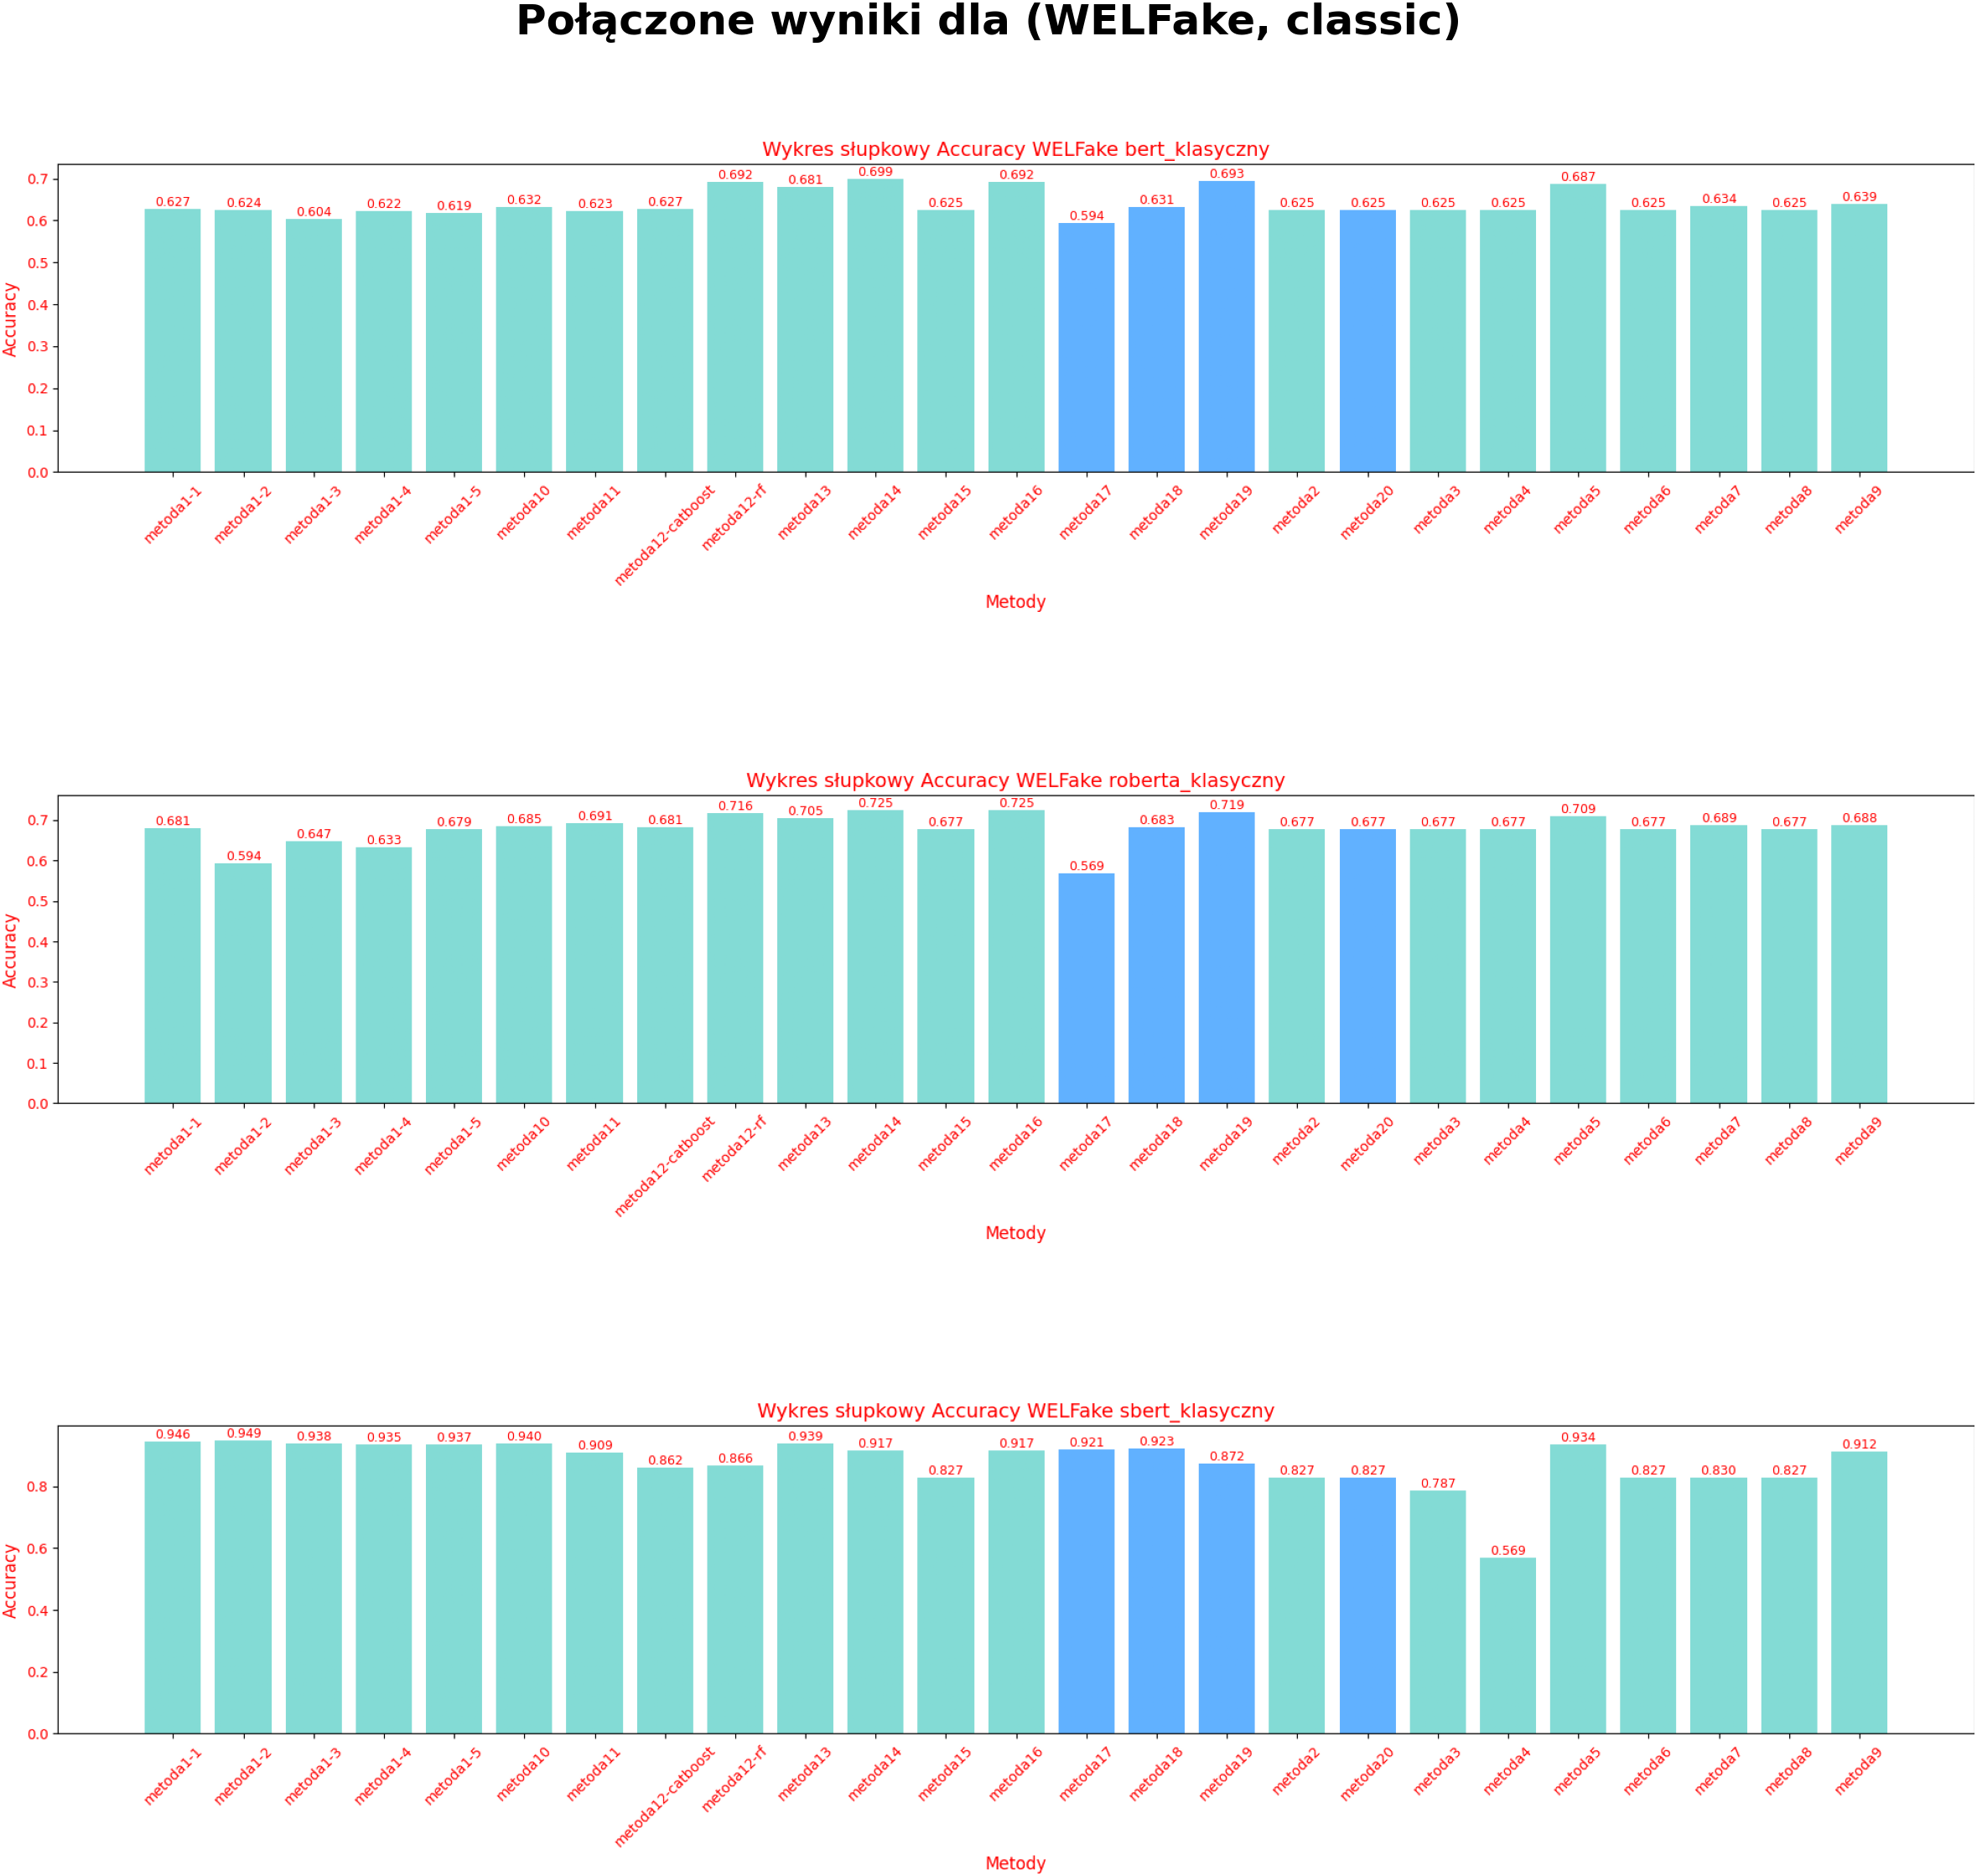 Połączone wyniki dla (WELFake, classic)
Wykres słupkowy Accuracy WELFake bert_klasyczny
0.627 0.624 0.604 0.622 0.619 0.632 0.623 0.627 0.692 0.681 0.699 0.625 0.692 0.594 0.631 0.693 0.625 0.625 0.625 0.625 0.687 0.625 0.634 0.625 0.639
Accuracy
0.7
0.6
0.5
0.4
0.3
0.2
0.1
0.0
metoda1-1 metoda1-2 metoda1-3 metoda1-4 metoda1-5 metoda10 metoda11 metoda12-catboost metoda12-rf metoda13 metoda14 metoda15 metoda16 metoda17 metoda18 metoda19 metoda2 metoda20 metoda3 metoda4 metoda5 metoda6 metoda7 metoda8 metoda9
Metody
Wykres słupkowy Accuracy WELFake roberta_klasyczny
0.681 0.594 0.647 0.633 0.679 0.685 0.691 0.681 0.716 0.705 0.725 0.677 0.725 0.569 0.683 0.719 0.677 0.677 0.677 0.677 0.709 0.677 0.689 0.677 0.688
Accuracy
0.7
0.6
0.5
0.4
0.3
0.2
0.1
0.0
metoda1-1 metoda1-2 metoda1-3 metoda1-4 metoda1-5 metoda10 metoda11 metoda12-catboost metoda12-rf metoda13 metoda14 metoda15 metoda16 metoda17 metoda18 metoda19 metoda2 metoda20 metoda3 metoda4 metoda5 metoda6 metoda7 metoda8 metoda9
Metody
Wykres słupkowy Accuracy WELFake sbert_klasyczny
0.946 0.949 0.938 0.935 0.937 0.940 0.909 0.862 0.866 0.939 0.917 0.827 0.917 0.921 0.923 0.872 0.827 0.827 0.787 0.569 0.934 0.827 0.830 0.827 0.912
Accuracy
0.8
0.6
0.4
0.2
0.0
metoda1-1 metoda1-2 metoda1-3 metoda1-4 metoda1-5 metoda10 metoda11 metoda12-catboost metoda12-rf metoda13 metoda14 metoda15 metoda16 metoda17 metoda18 metoda19 metoda2 metoda20 metoda3 metoda4 metoda5 metoda6 metoda7 metoda8 metoda9
Metody